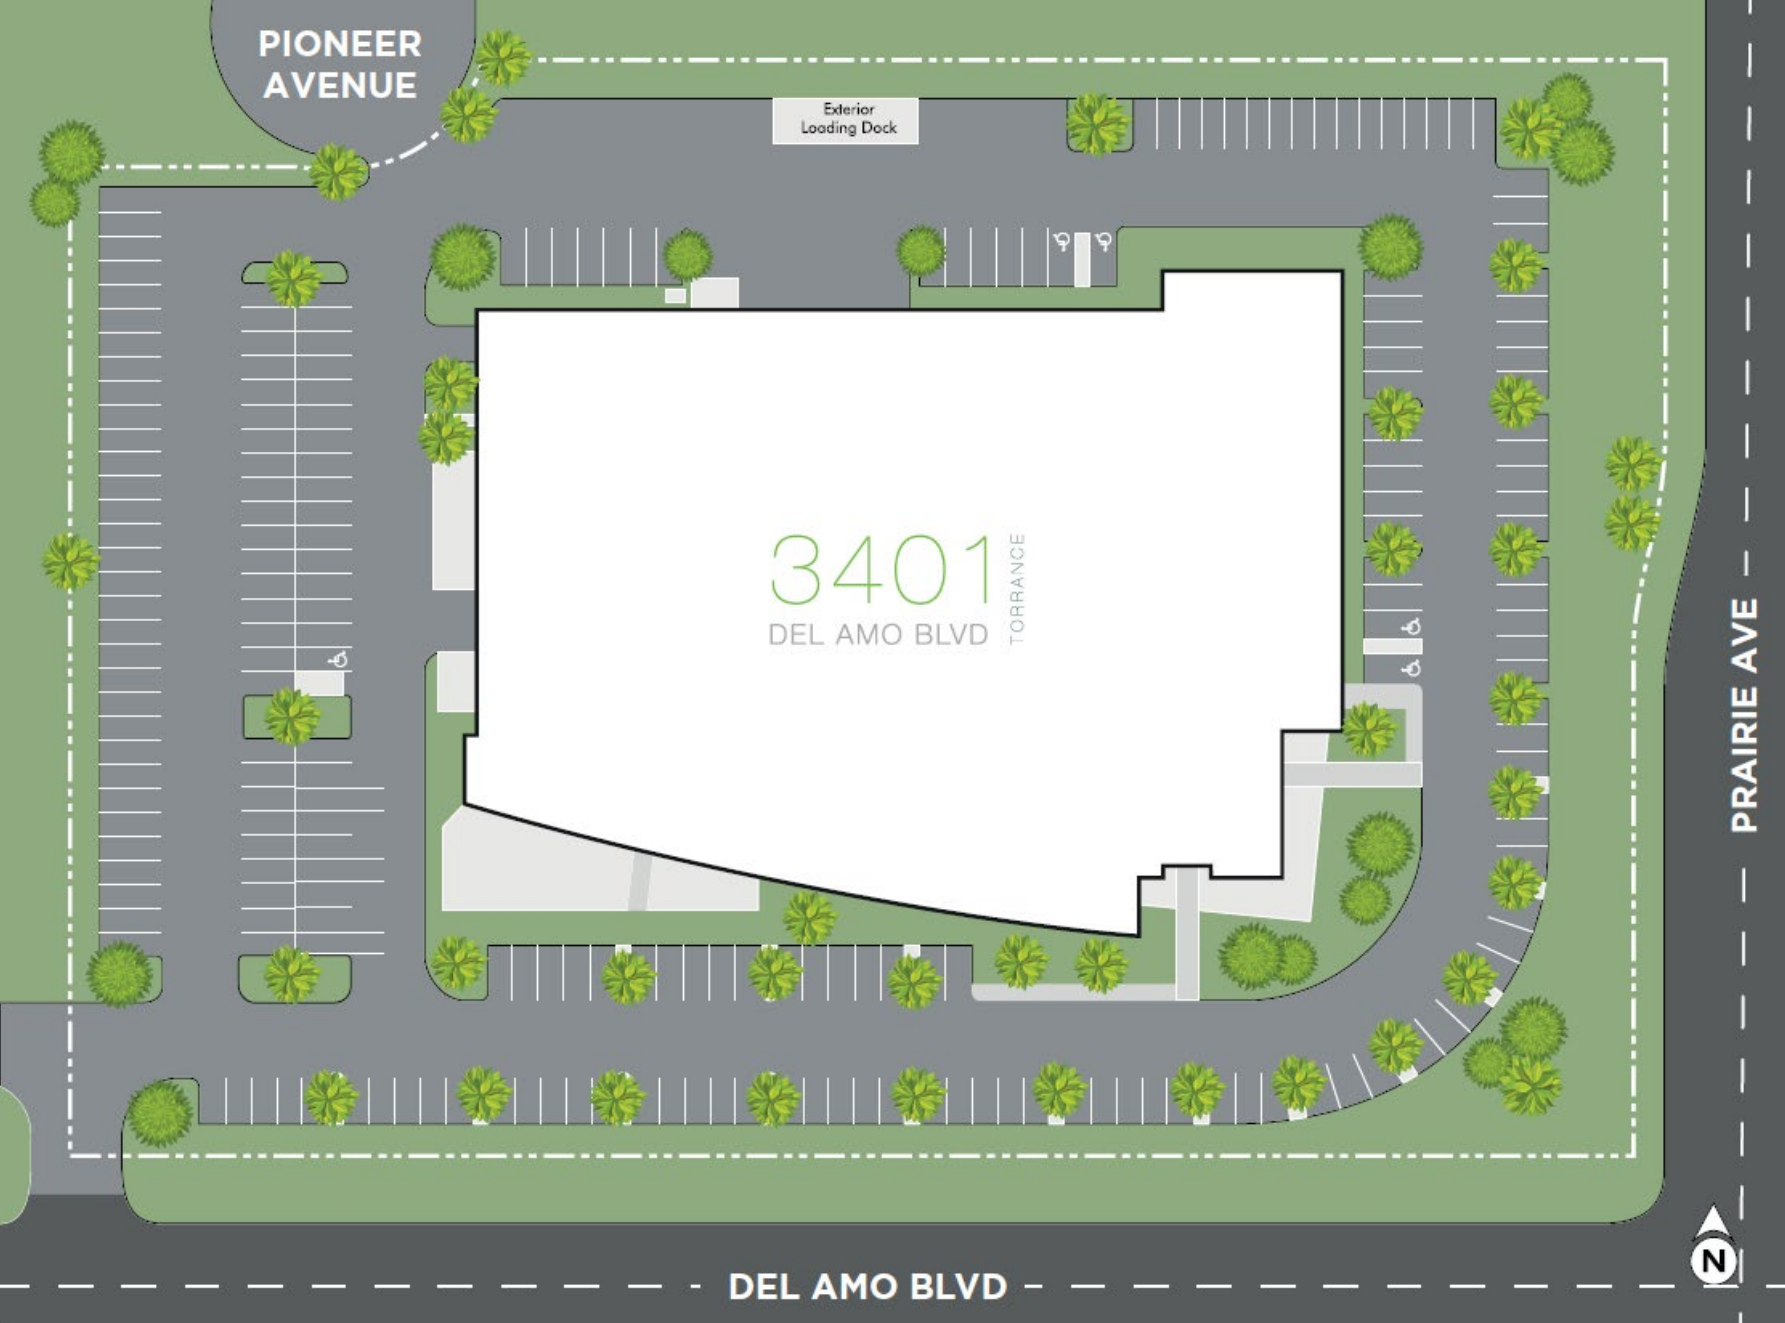 PIONEER
AVENUE
Exterior
Loading Dock
3401
TORRANCE
DEL AMO BLVD
PRAIRIE AVE
N
DEL AMO BLVD